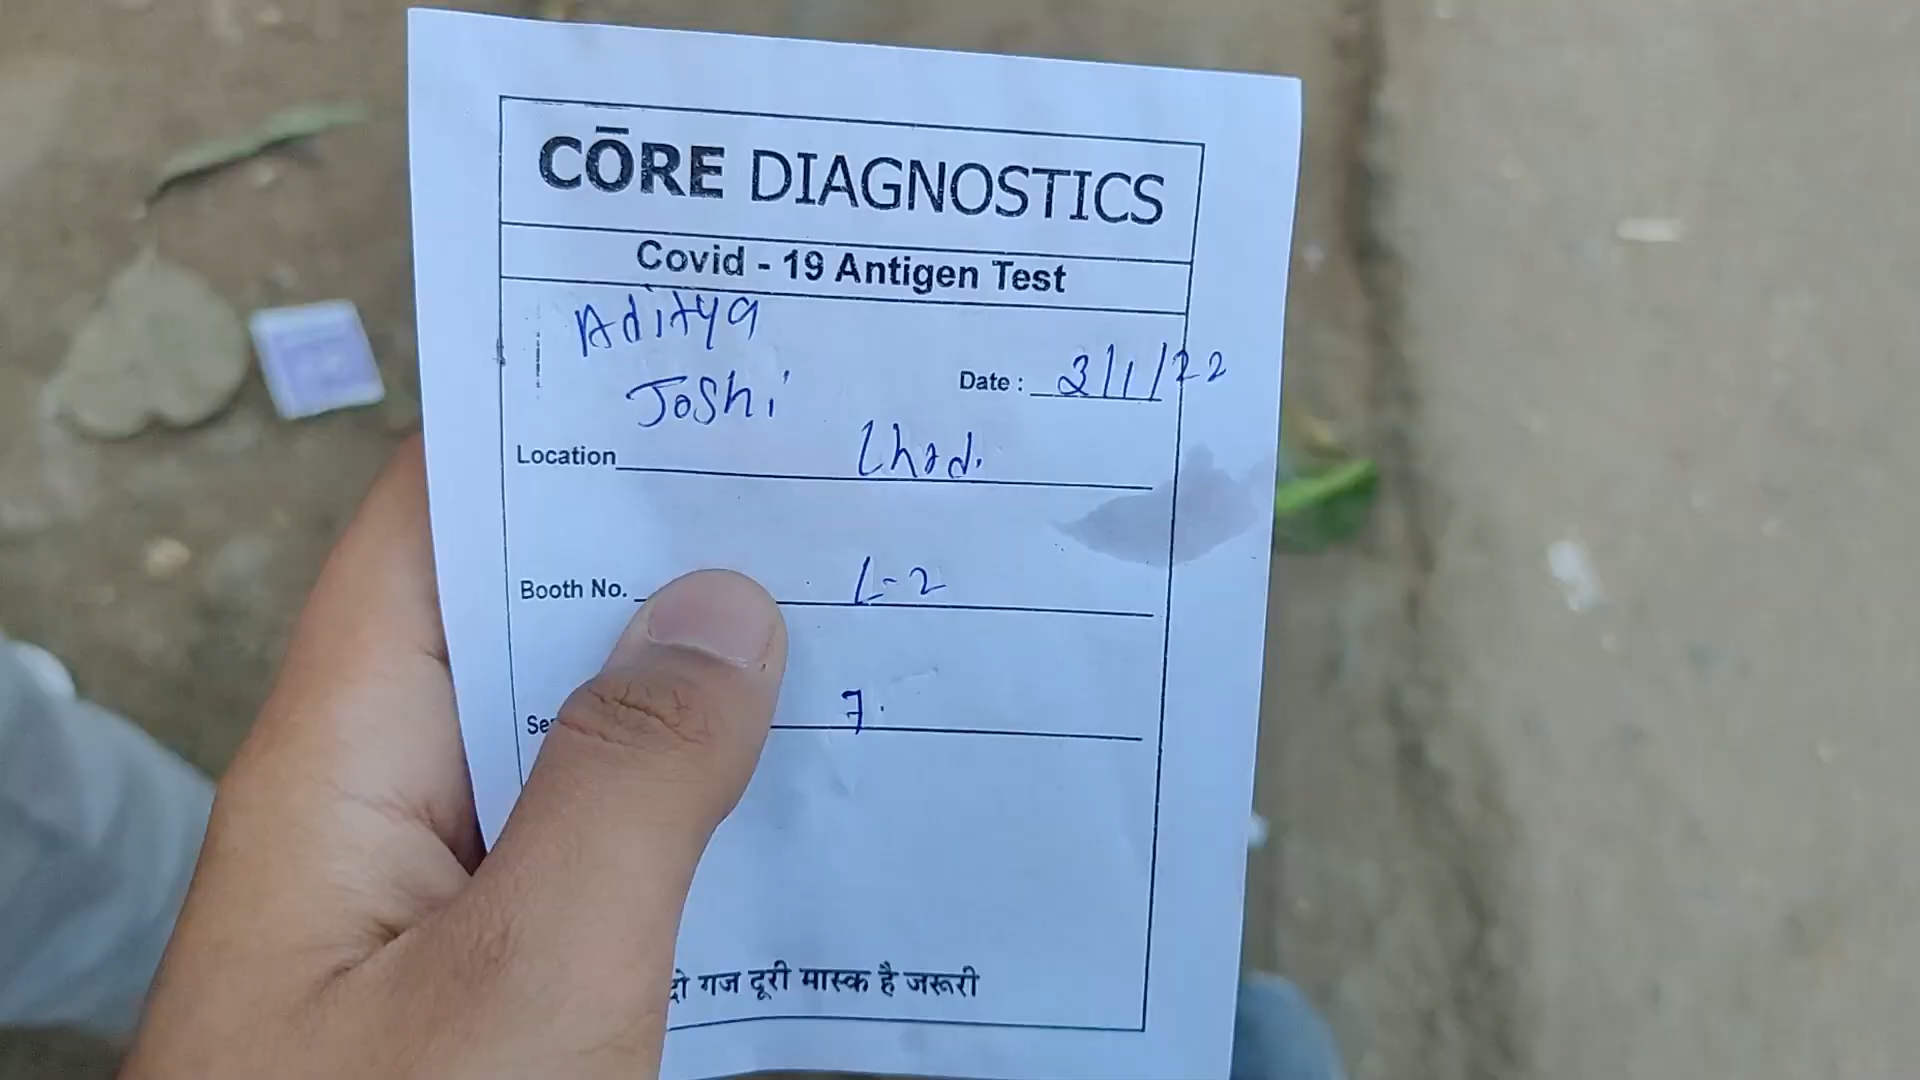 CŌRE DIAGNOSTICS
Covid - 19 Antigen Test
Aditya
Joshi
Date : 3/1/22
Location
Booth No. L-2
7.
दो गज दूरी मास्क है जरूरी